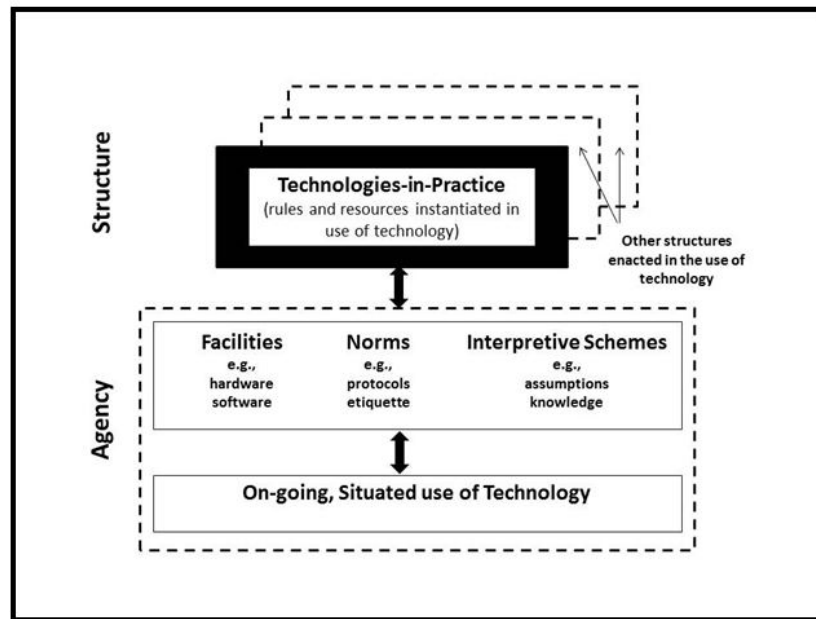 Structure
Technologies-in-Practice
(rules and resources instantiated in
use of technology)
Other structures
enacted in the use of
technology
Agency
Facilities
e.g.,
hardware
software
Norms
e.g.,
protocols
etiquette
Interpretive Schemes
e.g.,
assumptions
knowledge
On-going, Situated use of Technology